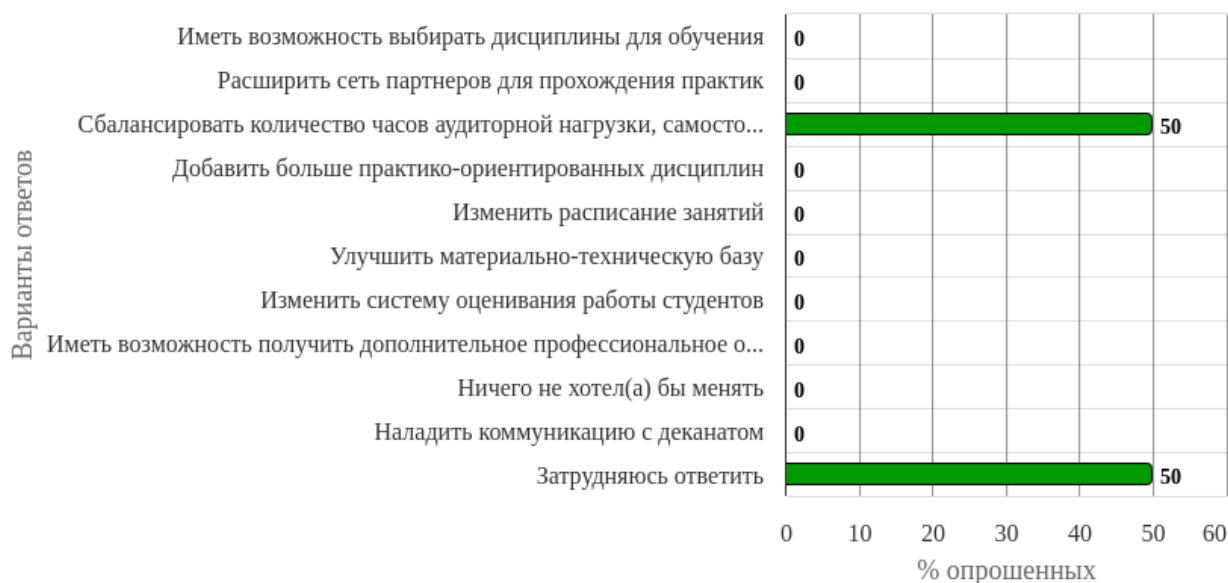 Иметь возможность выбирать дисциплины для обучения 0
Расширить сеть партнеров для прохождения практик 0
Сбалансировать количество часов аудиторной нагрузки, самосто... 50
Добавить больше практико-ориентированных дисциплин 0
Изменить расписание занятий 0
Улучшить материально-техническую базу 0
Изменить систему оценивания работы студентов 0
Иметь возможность получить дополнительное профессиональное о... 0
Ничего не хотел(а) бы менять 0
Наладить коммуникацию с деканатом 0
Затрудняюсь ответить 50
Варианты ответов
0 10 20 30 40 50 60
% опрошенных